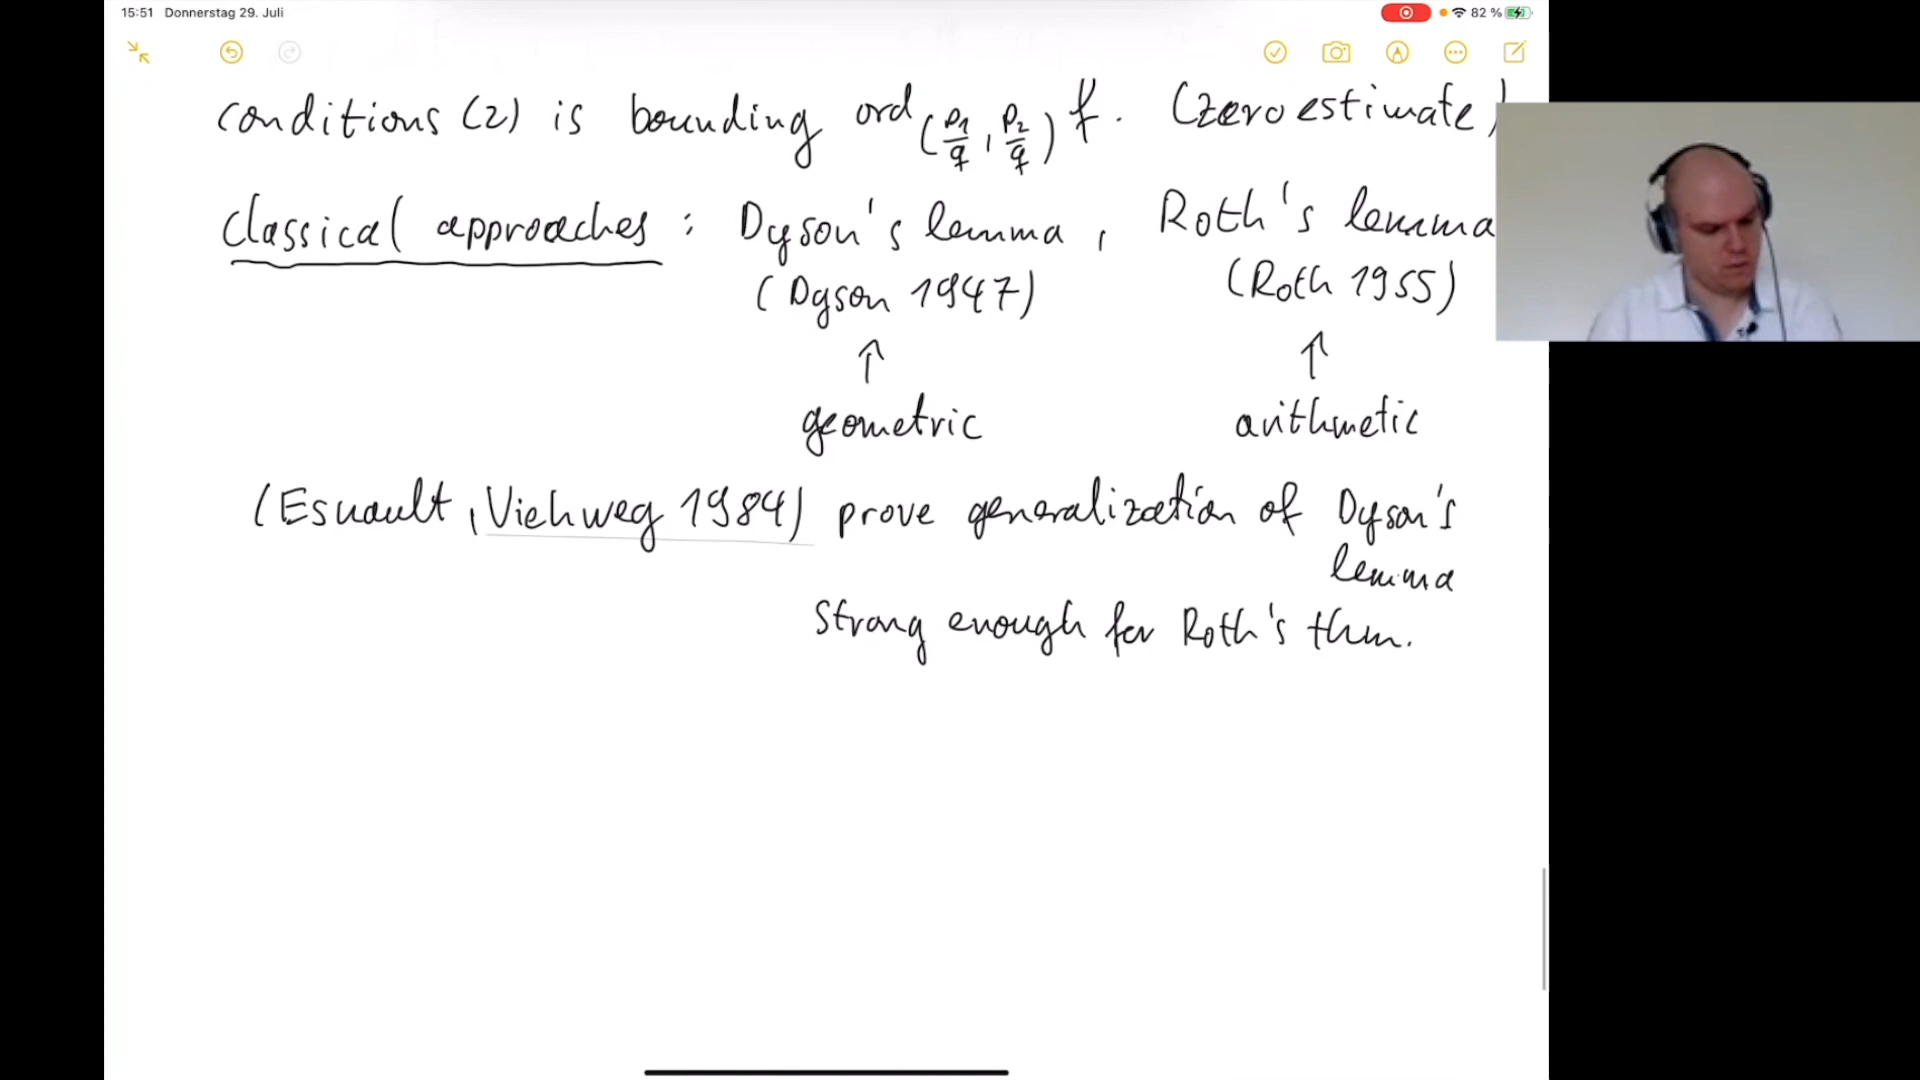 15:51 Donnerstag 29. Juli
82 %
conditions (2) is bounding ord_(p1/q, p2/q) f. (zero estimate)
Classical approaches : Dyson's lemma , Roth's lemma
(Dyson 1947) (Roth 1955)
↑ ↑
geometric arithmetic
(Esnault, Viehweg 1984) prove generalization of Dyson's
lemma
strong enough for Roth's thm.